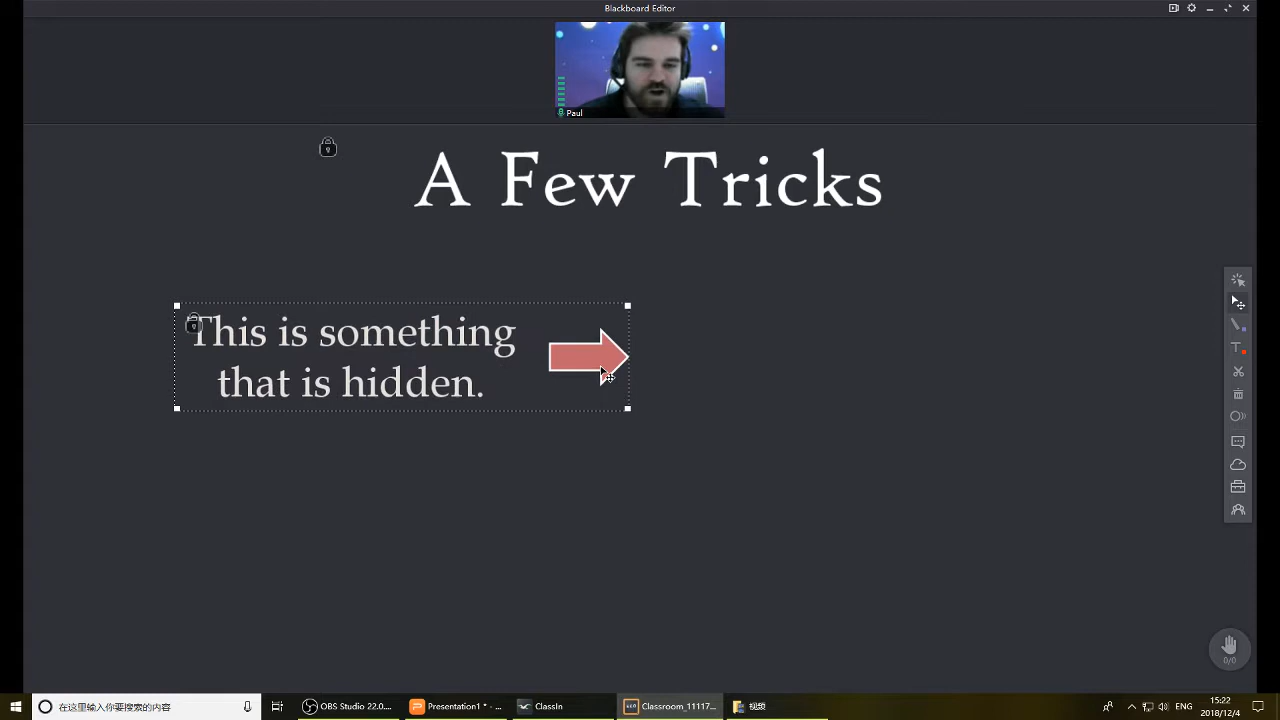 Blackboard Editor
Paul
A Few Tricks
This is something
that is hidden.
0/0
在这里输入你要搜索的内容
OBS Studio 22.0...
Presentation1 * - ...
ClassIn
Classroom_11117...
视频
ENG
15:22
2018/12/4